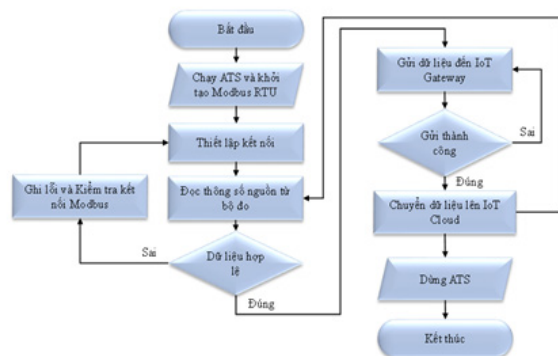 Bắt đầu
Chạy ATS và khởi
tạo Modbus RTU
Thiết lập kết nối
Đọc thông số nguồn từ
bộ đo
Dữ liệu hợp
lệ
Sai
Đúng
Ghi lỗi và Kiểm tra kết
nối Modbus
Gửi dữ liệu đến IoT
Gateway
Gửi thành
công
Sai
Đúng
Chuyển dữ liệu lên IoT
Cloud
Dừng ATS
Kết thúc